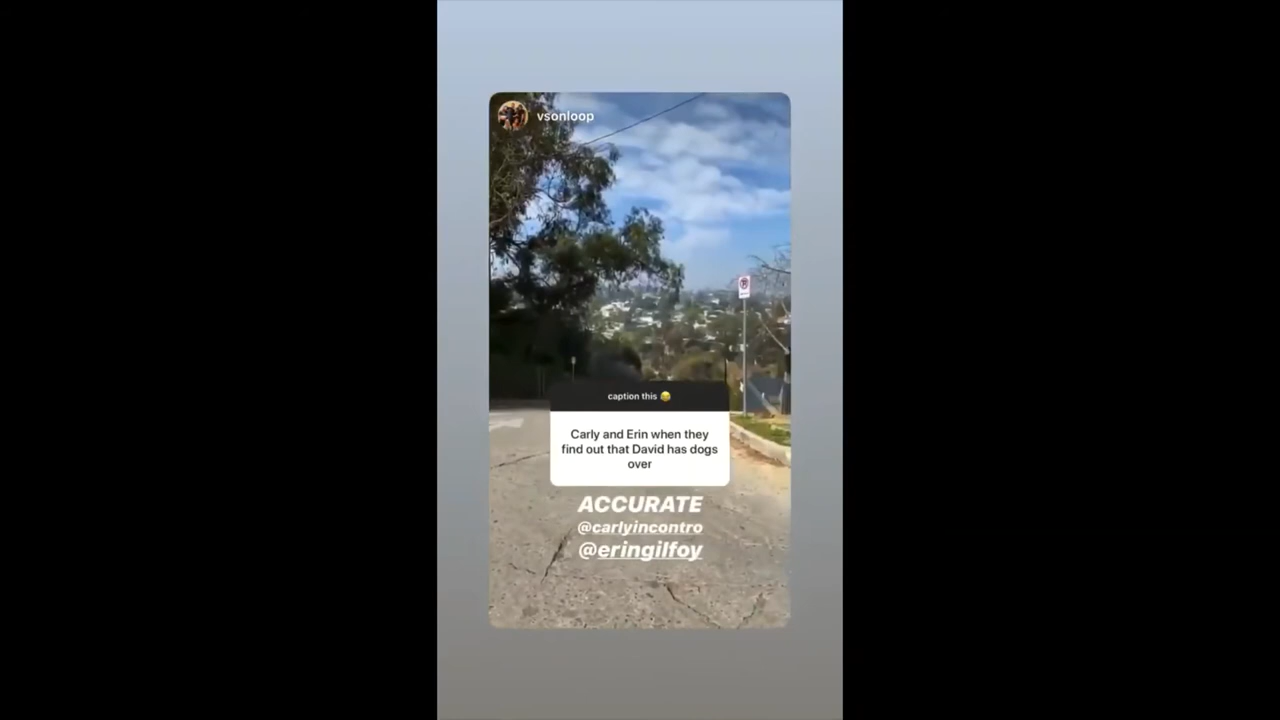 vsonloop
caption this 😂
Carly and Erin when they
find out that David has dogs
over
ACCURATE
@carlyincontro
@eringilfoy